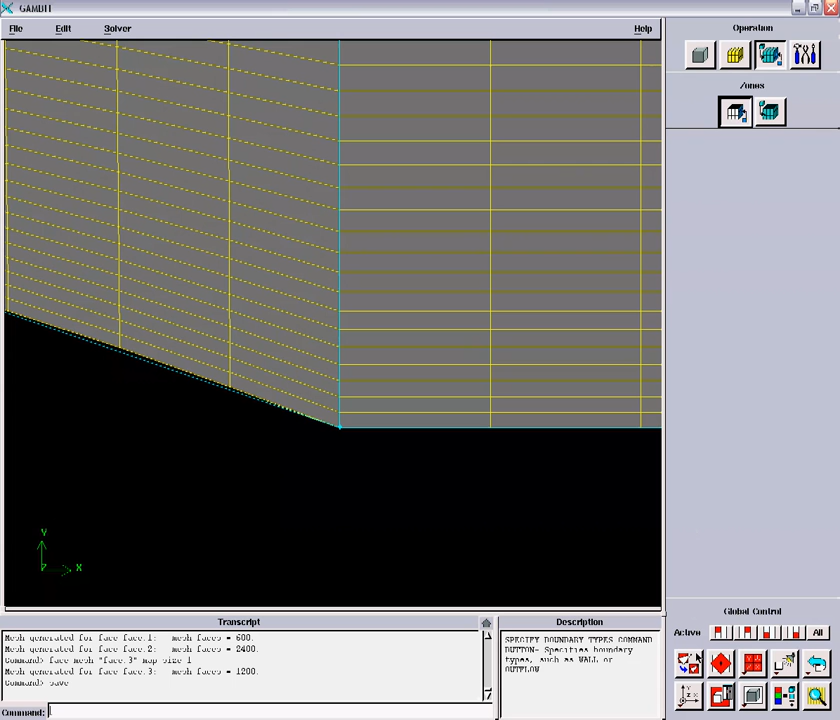 GAMBIT
File Edit Solver Help
Operation
Zones
Y
Z X
Transcript
Mesh generated for face face.1: mesh faces = 600.
Mesh generated for face face.2: mesh faces = 2400.
Command> face mesh "face.3" map size 1
Mesh generated for face face.3: mesh faces = 1200.
Command> save
Command:
Description
SPECIFY BOUNDARY TYPES COMMAND
BUTTON- Specifies boundary
types, such as WALL or
OUTFLOW
Global Control
Active All